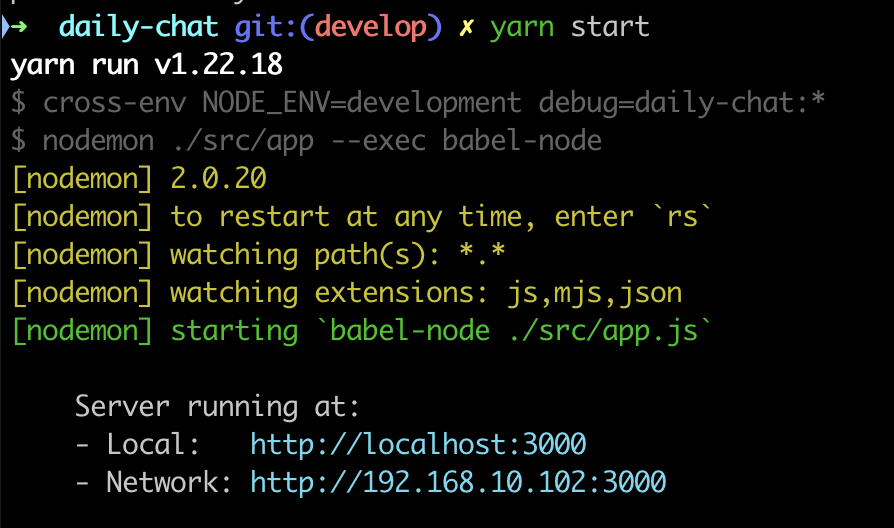 ➜ daily-chat git:(develop) ✗ yarn start
yarn run v1.22.18
$ cross-env NODE_ENV=development debug=daily-chat:*
$ nodemon ./src/app --exec babel-node
[nodemon] 2.0.20
[nodemon] to restart at any time, enter `rs`
[nodemon] watching path(s): *.*
[nodemon] watching extensions: js,mjs,json
[nodemon] starting `babel-node ./src/app.js`
Server running at:
- Local: http://localhost:3000
- Network: http://192.168.10.102:3000